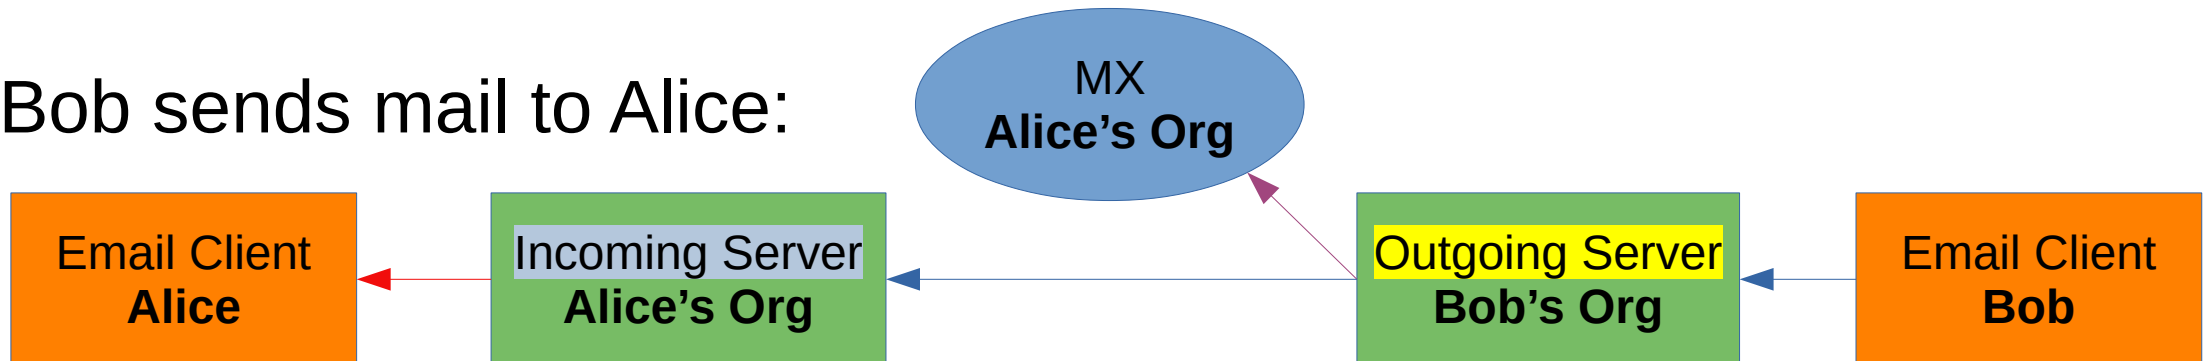 Bob sends mail to Alice:
MX
Alice’s Org
Email Client
Alice
Incoming Server
Alice’s Org
Outgoing Server
Bob’s Org
Email Client
Bob